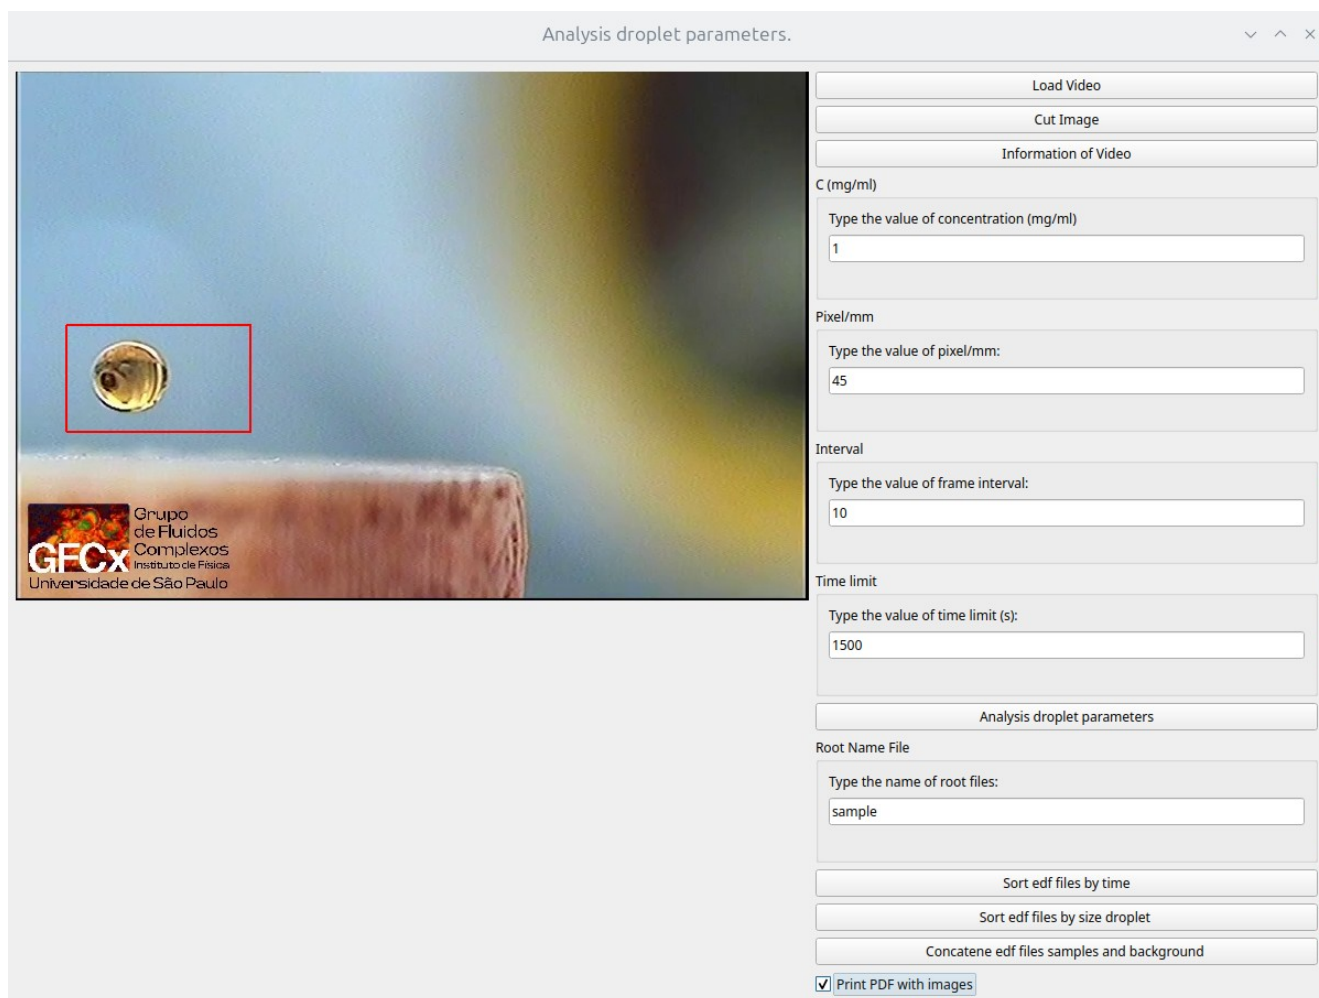 Analysis droplet parameters.
Load Video
Cut Image
Information of Video
C (mg/ml)
Type the value of concentration (mg/ml)
1
Pixel/mm
Type the value of pixel/mm:
45
Interval
Type the value of frame interval:
10
Time limit
Type the value of time limit (s):
1500
Analysis droplet parameters
Root Name File
Type the name of root files:
sample
Sort edf files by time
Sort edf files by size droplet
Concatene edf files samples and background
Print PDF with images
GFCx
Grupo
de Fluidos
Complexos
Instituto de Física
Universidade de São Paulo